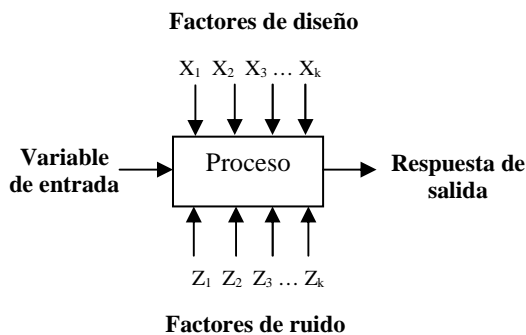 Factores de diseño
X1 X2 X3 … Xk
Variable
de entrada
Proceso
Respuesta de
salida
Z1 Z2 Z3 … Zk
Factores de ruido